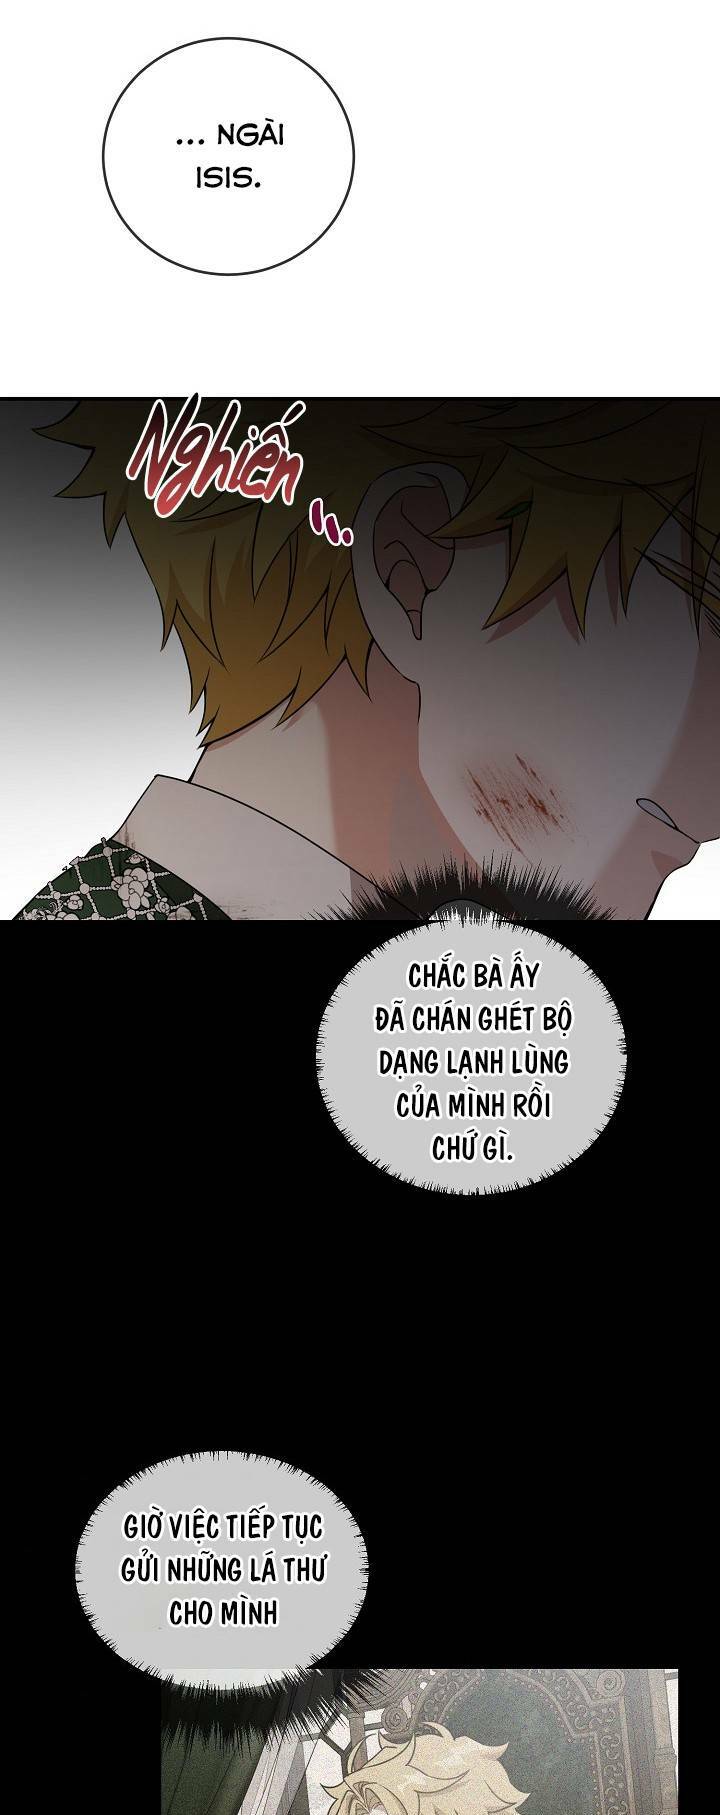 ... NGÀI
ISIS.
Nghiến
CHẮC BÀ ẤY
ĐÃ CHÁN GHÉT BỘ
DẠNG LẠNH LÙNG
CỦA MÌNH RỒI
CHỨ GÌ.
GIỜ VIỆC TIẾP TỤC
GỬI NHỮNG LÁ THƯ
CHO MÌNH